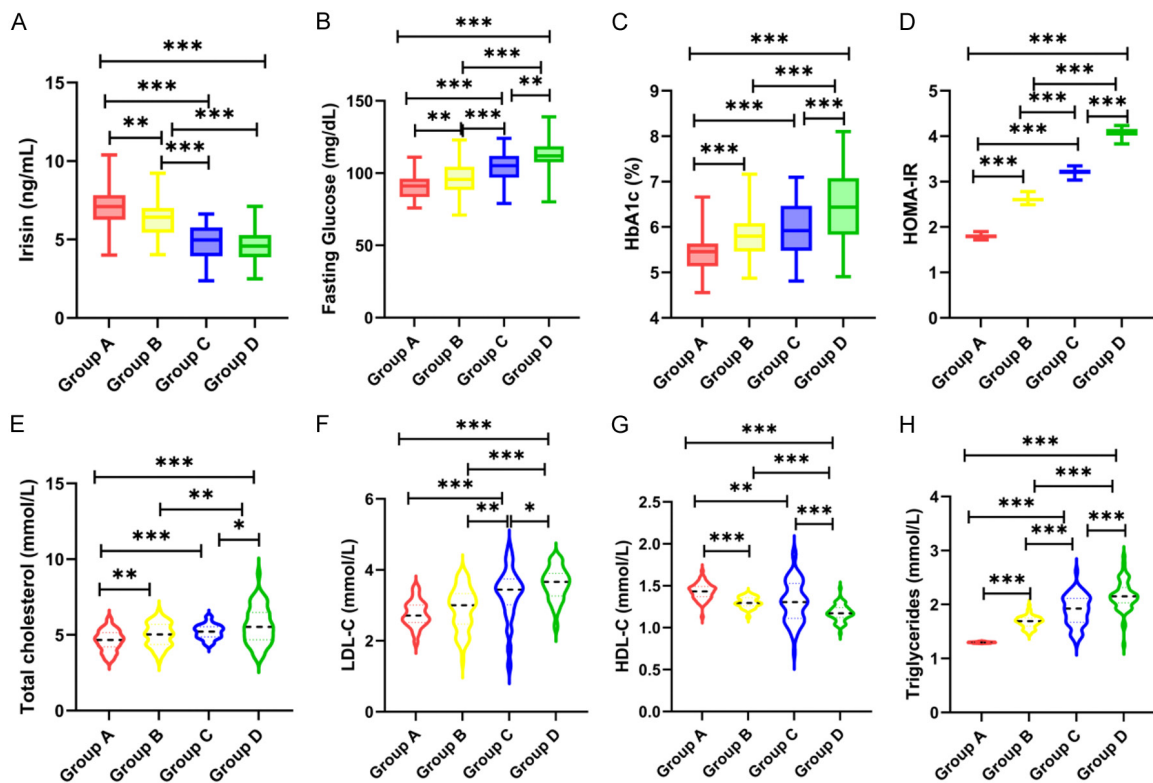 A
***
***
**
***
***
15
10
5
0
Irisin (ng/mL)
Group A
Group B
Group C
Group D
B
***
***
***
**
**
***
150
100
50
0
Fasting Glucose (mg/dL)
Group A
Group B
Group C
Group D
C
***
***
***
***
***
9
8
7
6
5
4
HbA1c (%)
Group A
Group B
Group C
Group D
D
***
***
***
***
***
***
5
4
3
2
1
0
HOMA-IR
Group A
Group B
Group C
Group D
E
***
**
***
*
**
15
10
5
0
Total cholesterol (mmol/L)
Group A
Group B
Group C
Group D
F
***
***
***
**
*
6
4
2
0
LDL-C (mmol/L)
Group A
Group B
Group C
Group D
G
***
***
**
***
***
2.5
2.0
1.5
1.0
0.5
0.0
HDL-C (mmol/L)
Group A
Group B
Group C
Group D
H
***
***
***
***
***
***
4
3
2
1
0
Triglycerides (mmol/L)
Group A
Group B
Group C
Group D